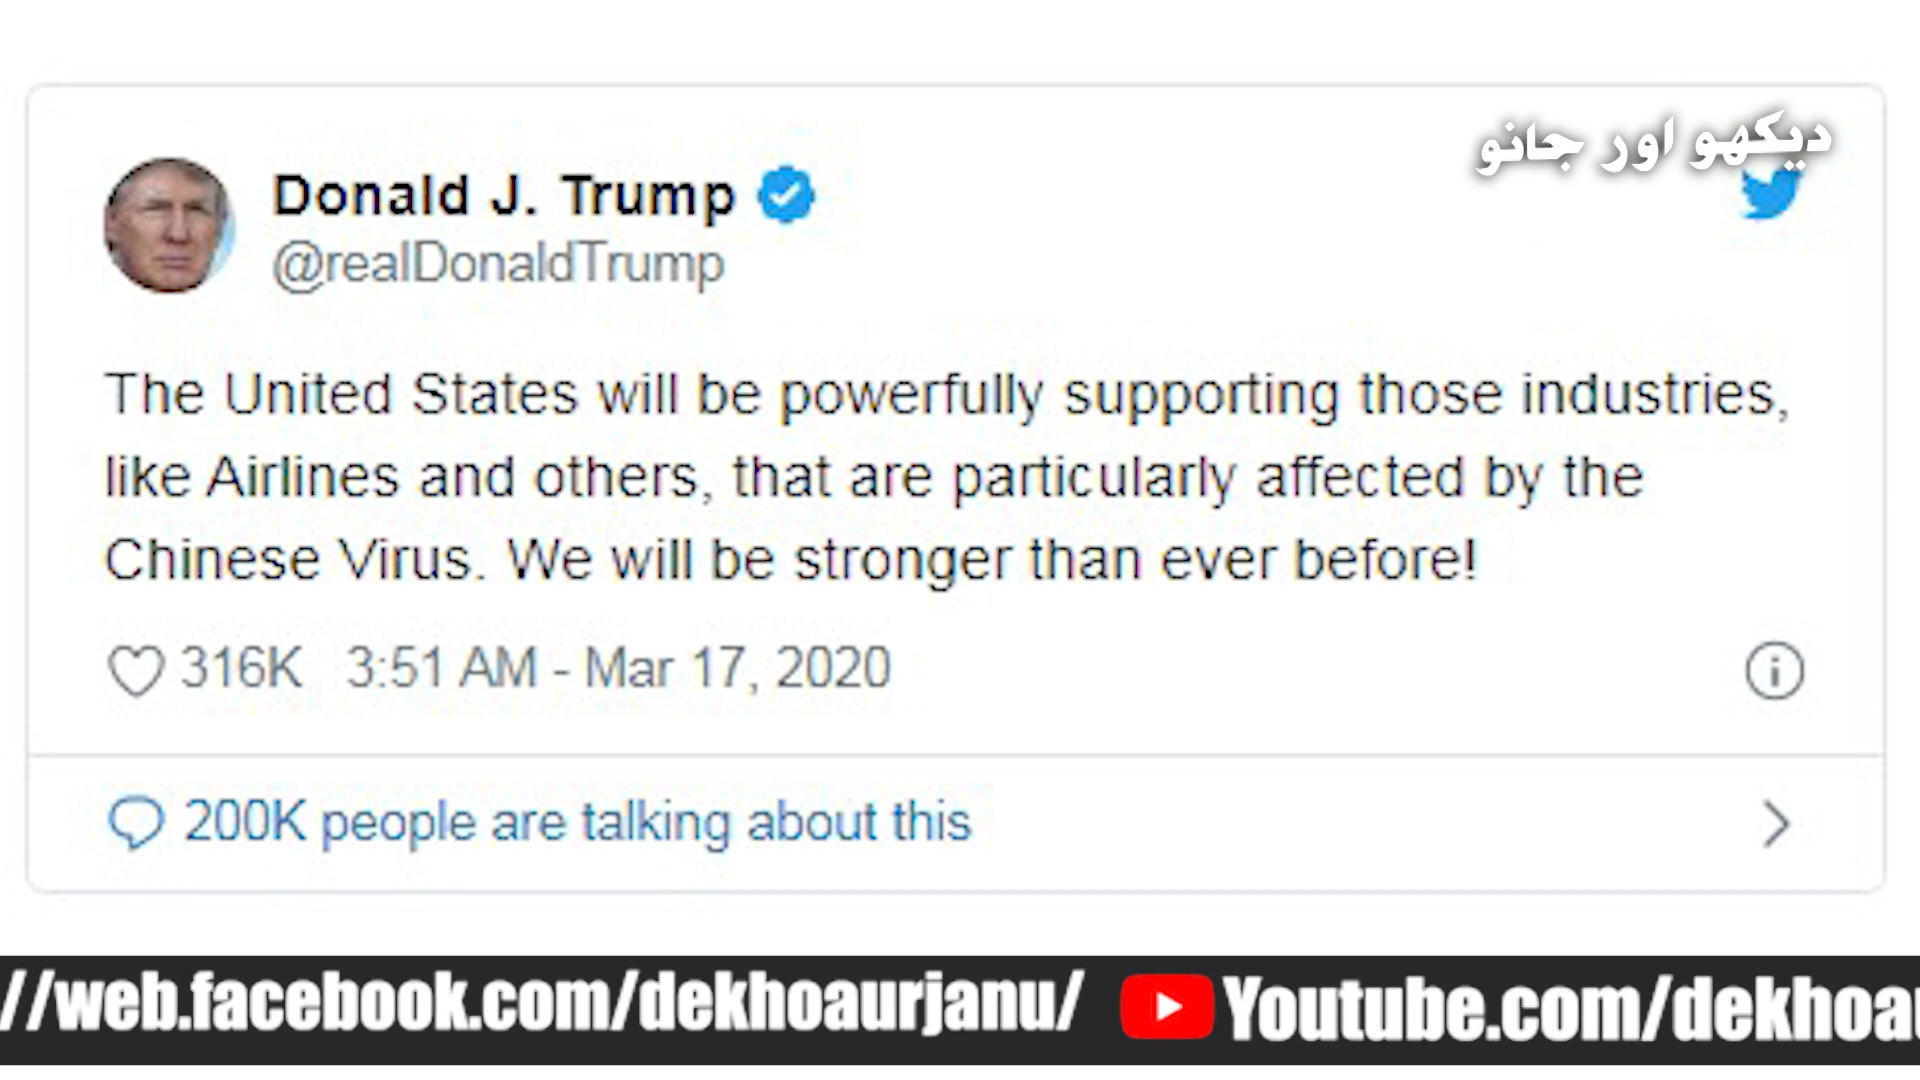 دیکھو اور جانو
Donald J. Trump
@realDonaldTrump
The United States will be powerfully supporting those industries,
like Airlines and others, that are particularly affected by the
Chinese Virus. We will be stronger than ever before!
316K 3:51 AM - Mar 17, 2020
200K people are talking about this
//web.facebook.com/dekhoaurjanu/ Youtube.com/dekhoau